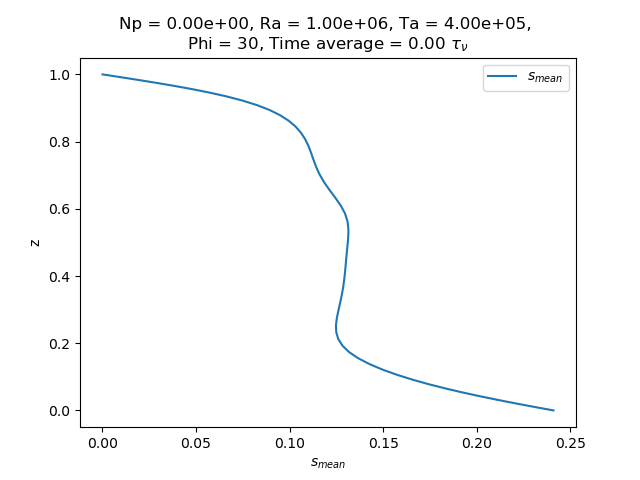 Np = 0.00e+00, Ra = 1.00e+06, Ta = 4.00e+05,
Phi = 30, Time average = 0.00 τν
s_mean
1.0
0.8
0.6
z
0.4
0.2
0.0
0.00 0.05 0.10 0.15 0.20 0.25
s_mean